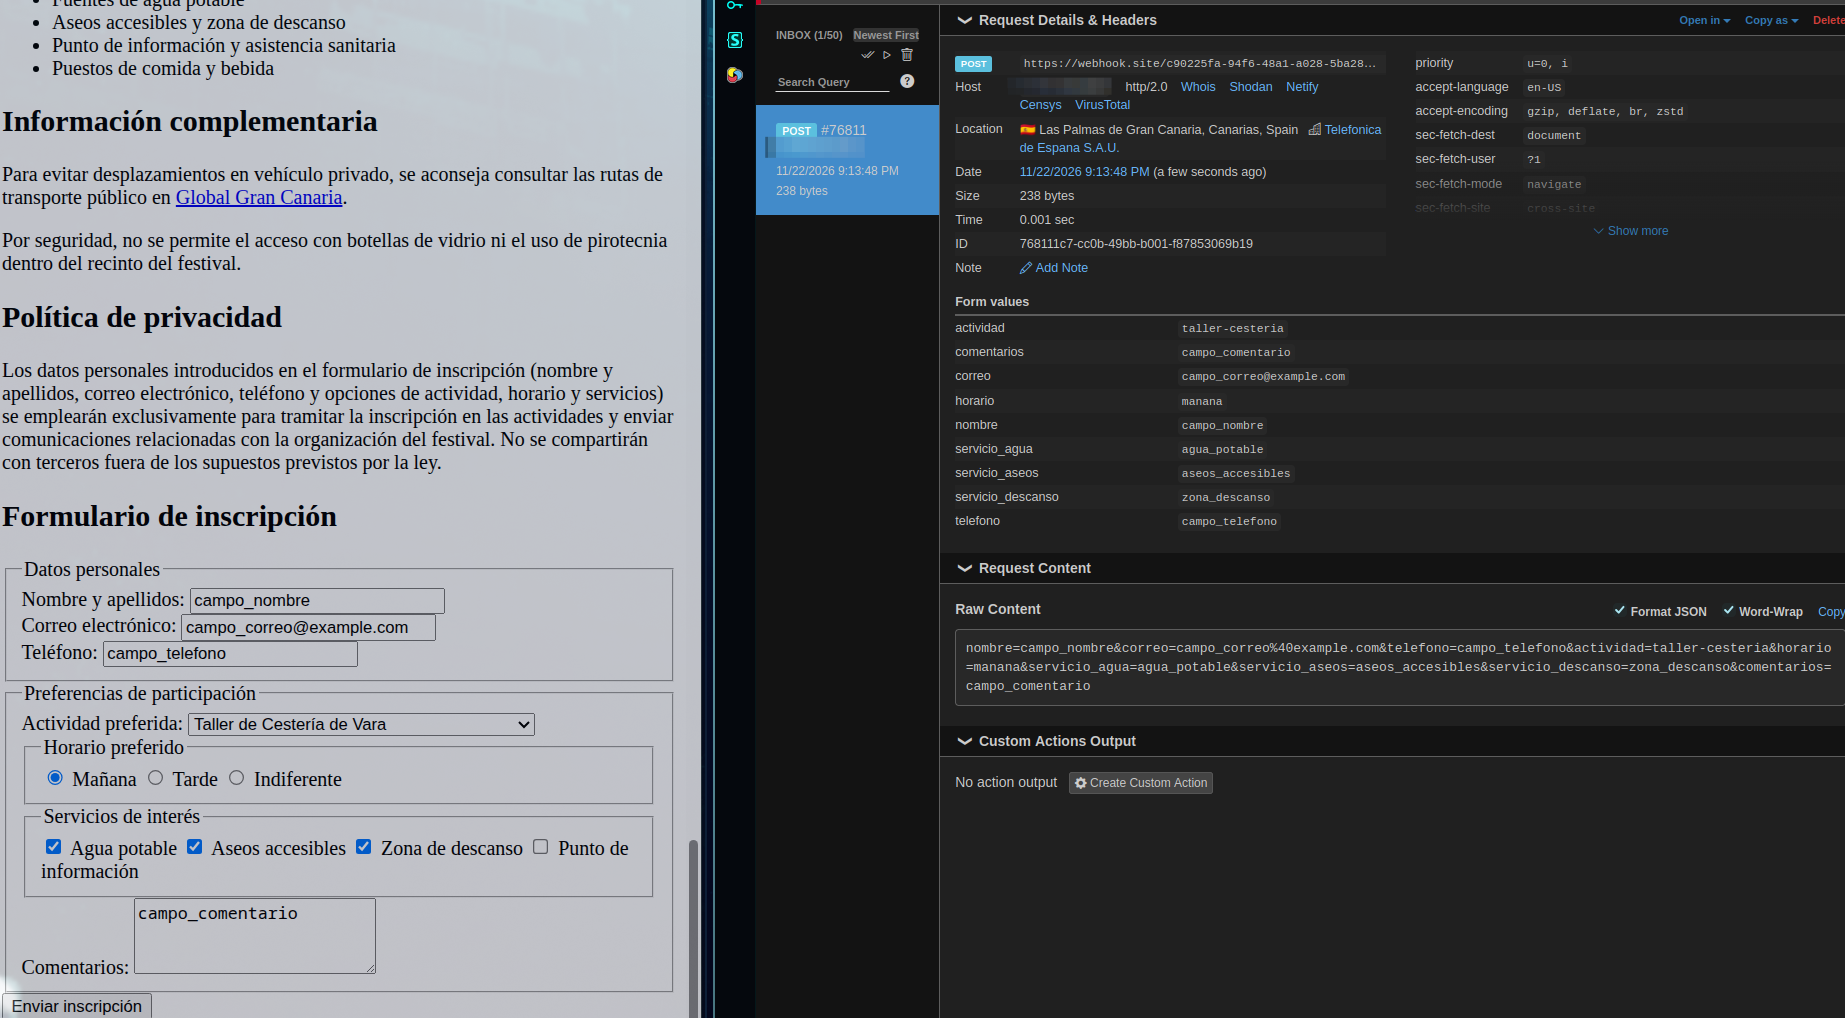 Fuentes de agua potable
Aseos accesibles y zona de descanso
Punto de información y asistencia sanitaria
Puestos de comida y bebida
Información complementaria
Para evitar desplazamientos en vehículo privado, se aconseja consultar las rutas de
transporte público en Global Gran Canaria.
Por seguridad, no se permite el acceso con botellas de vidrio ni el uso de pirotecnia
dentro del recinto del festival.
Política de privacidad
Los datos personales introducidos en el formulario de inscripción (nombre y
apellidos, correo electrónico, teléfono y opciones de actividad, horario y servicios)
se emplearán exclusivamente para tramitar la inscripción en las actividades y enviar
comunicaciones relacionadas con la organización del festival. No se compartirán
con terceros fuera de los supuestos previstos por la ley.
Formulario de inscripción
Datos personales
Nombre y apellidos: campo_nombre
Correo electrónico: campo_correo@example.com
Teléfono: campo_telefono
Preferencias de participación
Actividad preferida: Taller de Cestería de Vara
Horario preferido
Mañana Tarde Indiferente
Servicios de interés
Agua potable Aseos accesibles Zona de descanso Punto de
información
campo_comentario
Comentarios:
Enviar inscripción
INBOX (1/50) Newest First
Search Query ?
POST #76811
11/22/2026 9:13:48 PM
238 bytes
Request Details & Headers
Open in Copy as Delete
POST https://webhook.site/c90225fa-94f6-48a1-a028-5ba28...
Host http/2.0 Whois Shodan Netify
Censys VirusTotal
Location Las Palmas de Gran Canaria, Canarias, Spain Telefonica
de Espana S.A.U.
Date 11/22/2026 9:13:48 PM (a few seconds ago)
Size 238 bytes
Time 0.001 sec
ID 768111c7-cc0b-49bb-b001-f87853069b19
Note Add Note
priority u=0, i
accept-language en-US
accept-encoding gzip, deflate, br, zstd
sec-fetch-dest document
sec-fetch-user ?1
sec-fetch-mode navigate
sec-fetch-site cross-site
Show more
Form values
actividad taller-cesteria
comentarios campo_comentario
correo campo_correo@example.com
horario manana
nombre campo_nombre
servicio_agua agua_potable
servicio_aseos aseos_accesibles
servicio_descanso zona_descanso
telefono campo_telefono
Request Content
Raw Content
Format JSON Word-Wrap Copy
nombre=campo_nombre&correo=campo_correo%40example.com&telefono=campo_telefono&actividad=taller-cesteria&horario
=manana&servicio_agua=agua_potable&servicio_aseos=aseos_accesibles&servicio_descanso=zona_descanso&comentarios=
campo_comentario
Custom Actions Output
No action output Create Custom Action